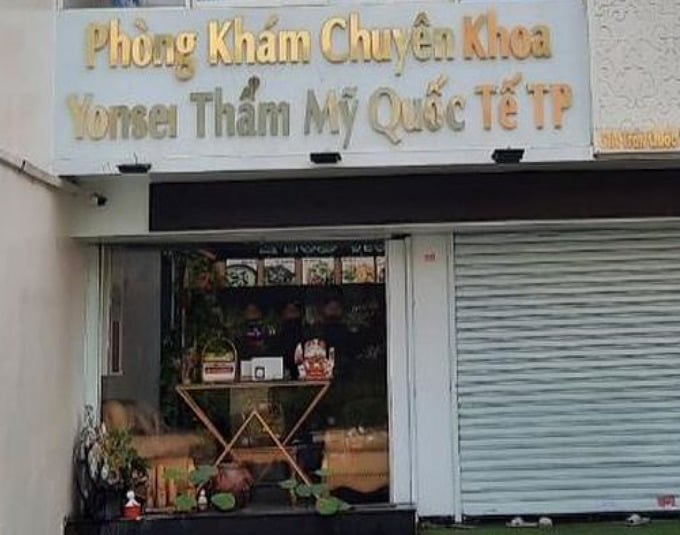 Phòng Khám Chuyên Khoa
Yonsei Thẩm Mỹ Quốc Tế TP